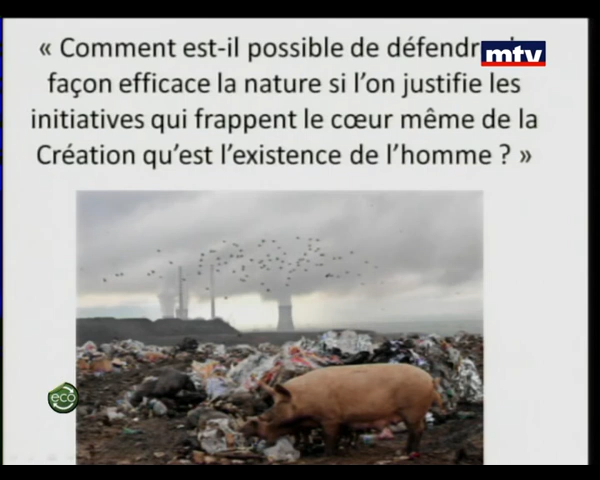 « Comment est-il possible de
mtv
façon efficace la nature si l'on justifie les
initiatives qui frappent le cœur même de la
Création qu'est l'existence de l'homme ? »
eco